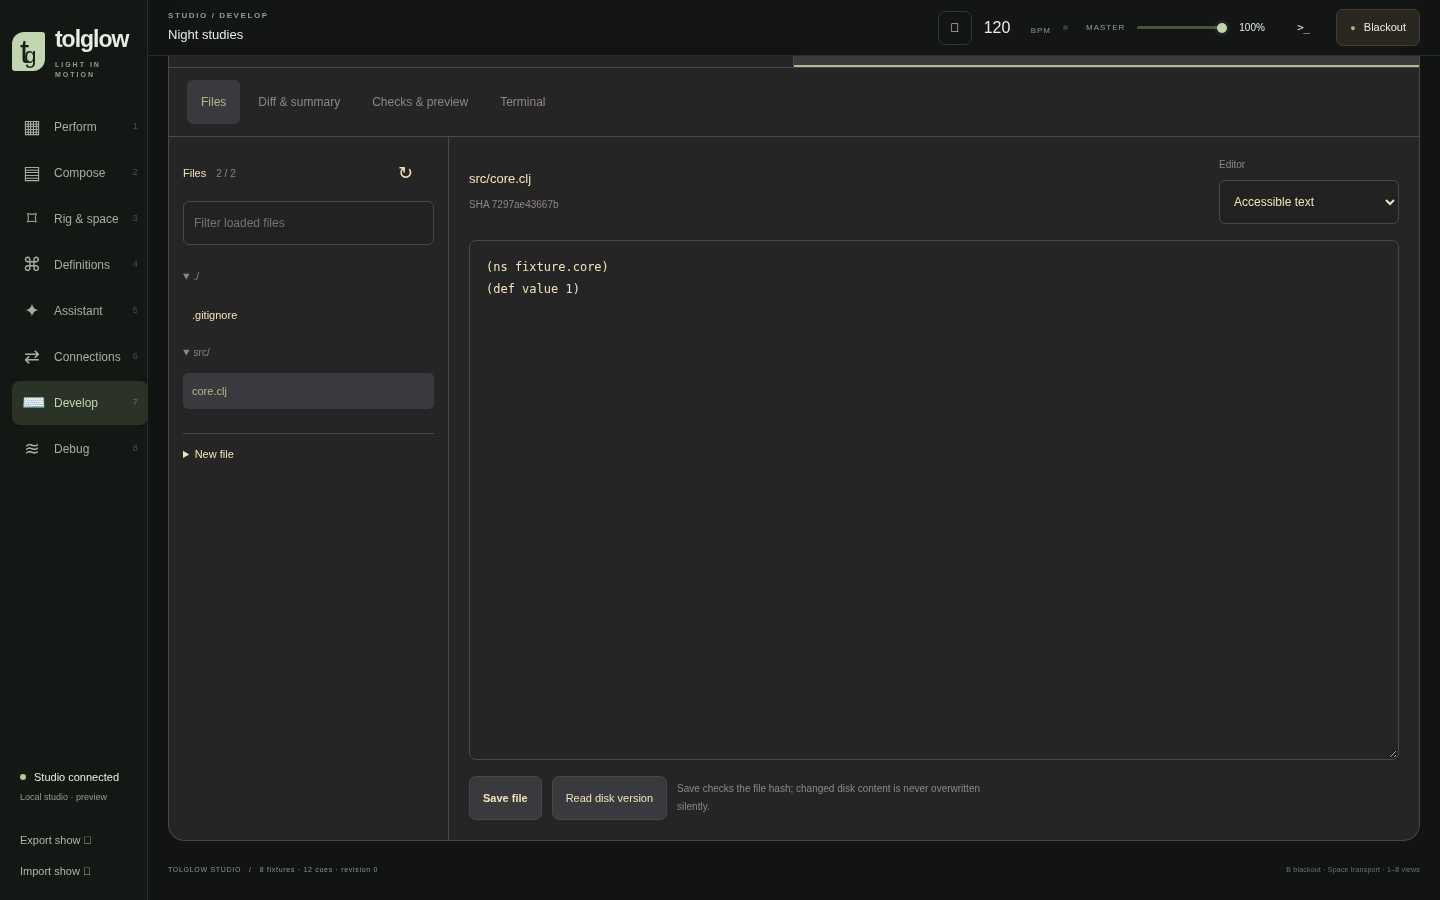 tg tolglow
LIGHT IN
MOTION
Perform 1
Compose 2
Rig & space 3
Definitions 4
Assistant 5
Connections 6
Develop 7
Debug 8
Studio connected
Local studio · preview
Export show
Import show
STUDIO / DEVELOP
Night studies
120 BPM MASTER 100% >_ Blackout
Files Diff & summary Checks & preview Terminal
Files 2 / 2 ↻
Filter loaded files
▼ ./
.gitignore
▼ src/
core.clj
▶ New file
src/core.clj
SHA 7297ae43667b
Editor
Accessible text
(ns fixture.core)
(def value 1)
Save file Read disk version
Save checks the file hash; changed disk content is never overwritten
silently.
TOLGLOW STUDIO / 8 fixtures · 12 cues · revision 0
B blackout · Space transport · 1–8 views